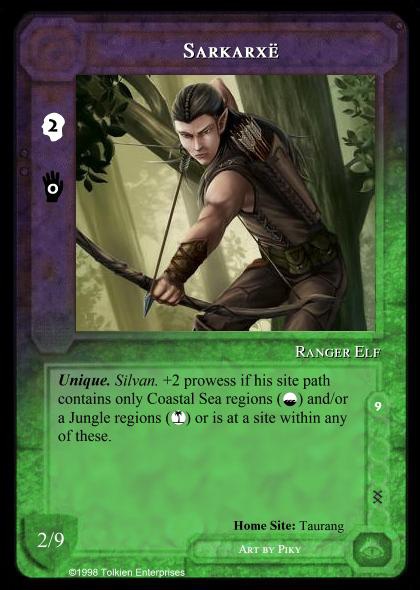 SARKARXË
2
0
RANGER ELF
Unique. Silvan. +2 prowess if his site path
contains only Coastal Sea regions ( ) and/or
a Jungle regions ( ) or is at a site within any
of these.
9
Home Site: Taurang
2/9
ART BY PIKY
©1998 Tolkien Enterprises